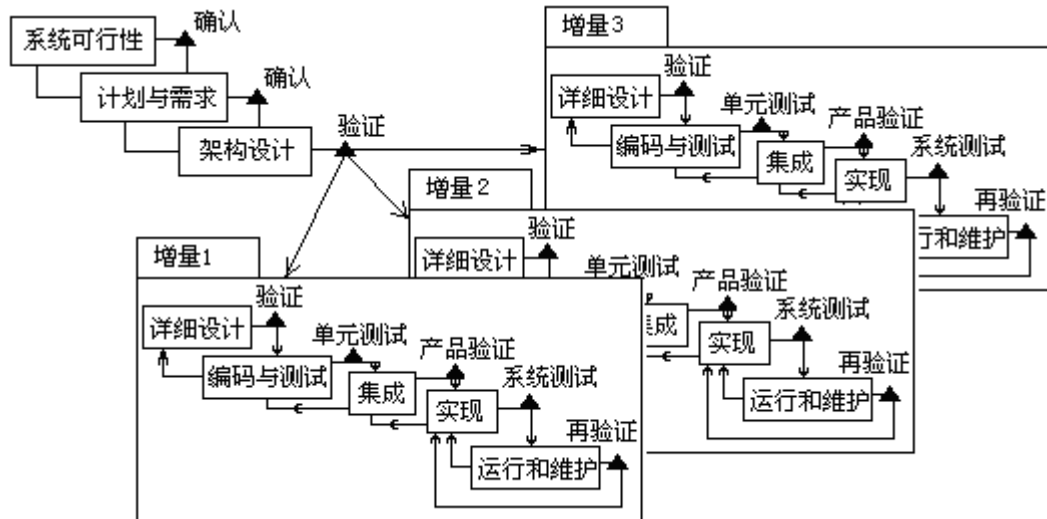 系统可行性
确认
计划与需求
确认
架构设计
验证
增量3
详细设计
验证
编码与测试
单元测试
集成
产品验证
实现
系统测试
行和维护
再验证
增量2
详细设计
验证
单元测试
集成
产品验证
实现
系统测试
运行和维护
再验证
增量1
详细设计
验证
编码与测试
单元测试
集成
产品验证
实现
系统测试
运行和维护
再验证